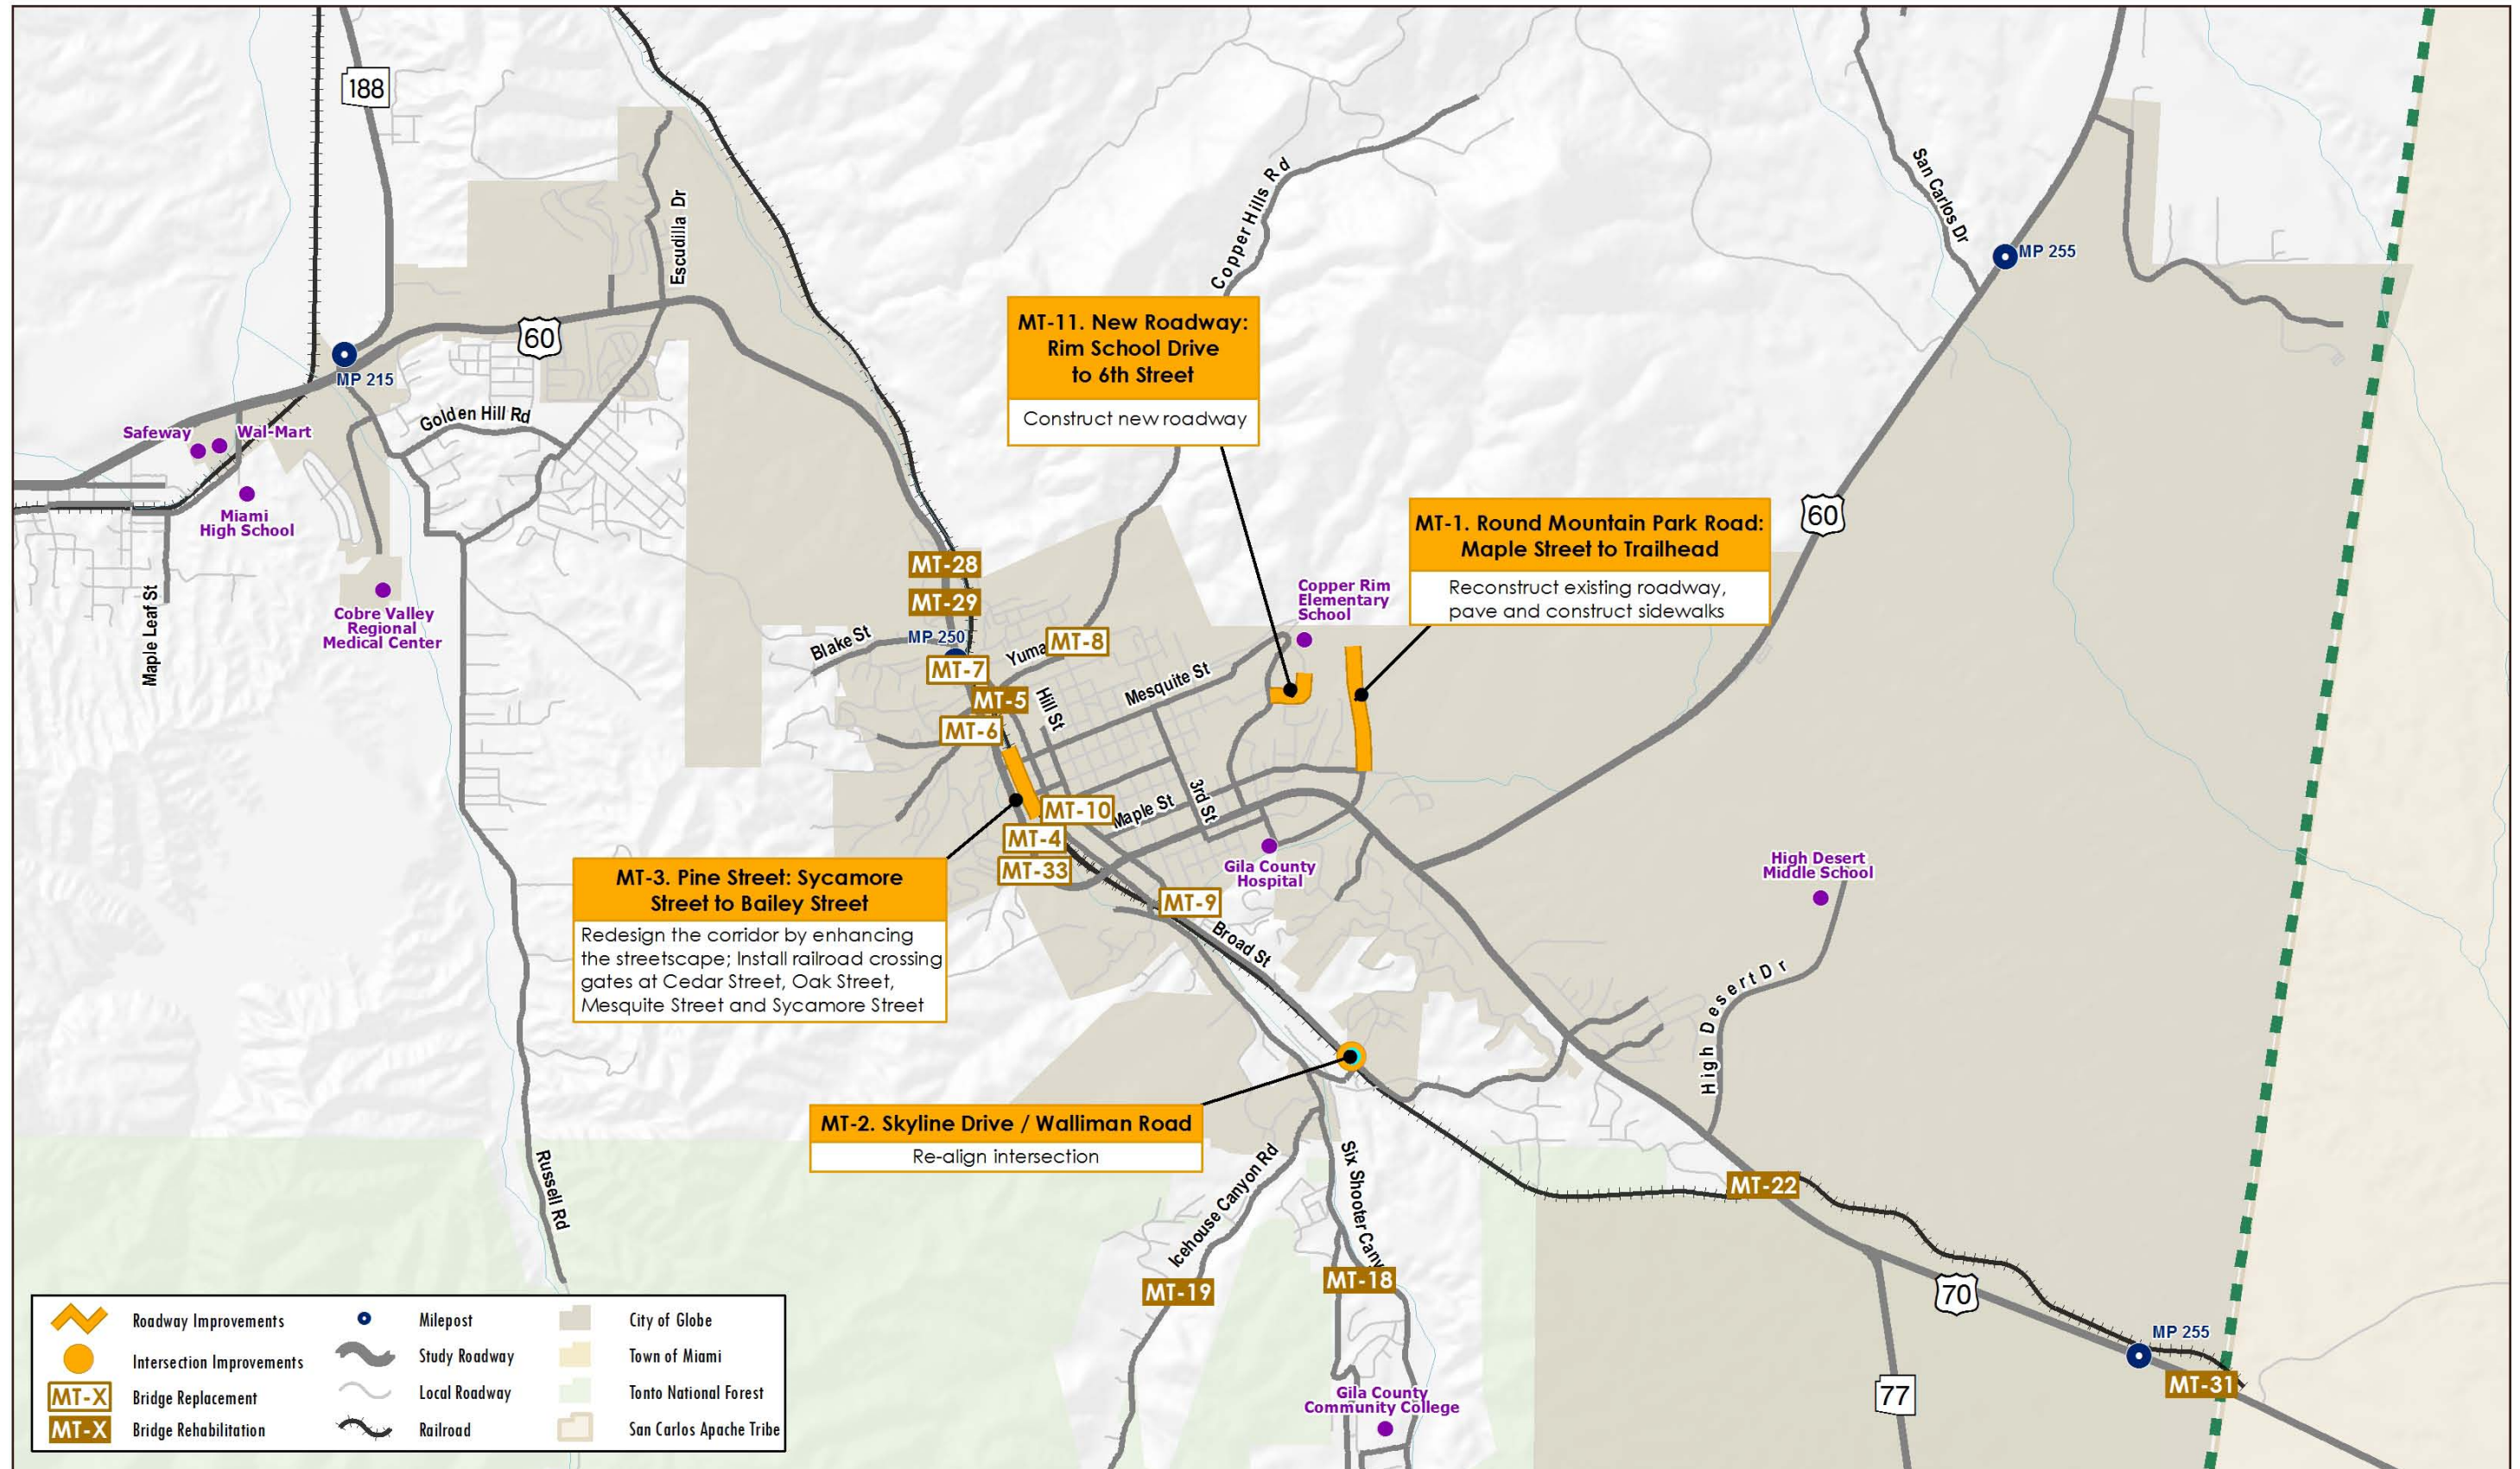 188
Escudilla Dr
60
MP 215
Golden Hill Rd
Safeway
Wal-Mart
Miami
High School
Maple Leaf St
Cobre Valley
Regional
Medical Center
Russell Rd
Copper Hills Rd
San Carlos Dr
MP 255
60
MT-11. New Roadway:
Rim School Drive
to 6th Street
Construct new roadway
MT-1. Round Mountain Park Road:
Maple Street to Trailhead
Reconstruct existing roadway,
pave and construct sidewalks
Copper Rim
Elementary
School
MT-28
MT-29
MP 250
Blake St
Yuma
MT-8
MT-7
MT-5
Hill St
MT-6
Mesquite St
MT-10
Maple St
3rd St
MT-4
MT-33
MT-9
Gila County
Hospital
Broad St
High Desert
Middle School
High Desert Dr
MT-3. Pine Street: Sycamore
Street to Bailey Street
Redesign the corridor by enhancing
the streetscape; Install railroad crossing
gates at Cedar Street, Oak Street,
Mesquite Street and Sycamore Street
MT-2. Skyline Drive / Walliman Road
Re-align intersection
Icehouse Canyon Rd
Six Shooter Cany
MT-22
MT-19
MT-18
70
MP 255
MT-31
77
Gila County
Community College
Roadway Improvements
Intersection Improvements
MT-X Bridge Replacement
MT-X Bridge Rehabilitation
Milepost
Study Roadway
Local Roadway
Railroad
City of Globe
Town of Miami
Tonto National Forest
San Carlos Apache Tribe